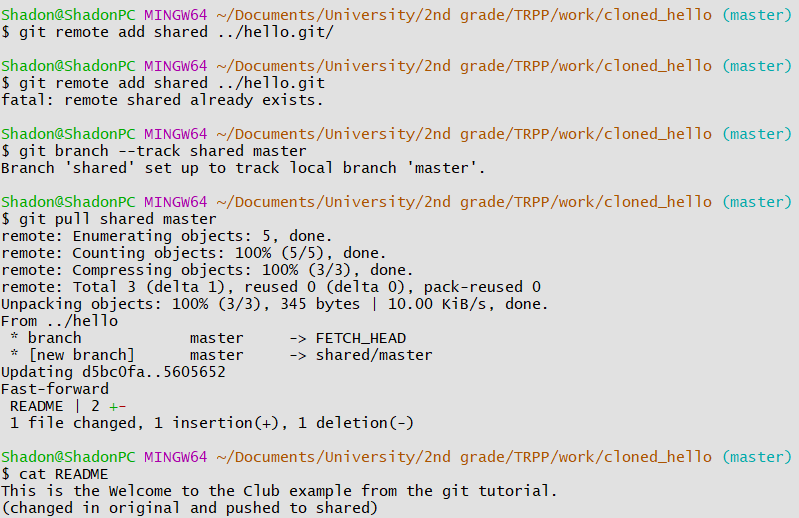 Shadon@ShadonPC MINGW64 ~/Documents/University/2nd grade/TRPP/work/cloned_hello (master)
$ git remote add shared ../hello.git/
Shadon@ShadonPC MINGW64 ~/Documents/University/2nd grade/TRPP/work/cloned_hello (master)
$ git remote add shared ../hello.git
fatal: remote shared already exists.
Shadon@ShadonPC MINGW64 ~/Documents/University/2nd grade/TRPP/work/cloned_hello (master)
$ git branch --track shared master
Branch 'shared' set up to track local branch 'master'.
Shadon@ShadonPC MINGW64 ~/Documents/University/2nd grade/TRPP/work/cloned_hello (master)
$ git pull shared master
remote: Enumerating objects: 5, done.
remote: Counting objects: 100% (5/5), done.
remote: Compressing objects: 100% (3/3), done.
remote: Total 3 (delta 1), reused 0 (delta 0), pack-reused 0
Unpacking objects: 100% (3/3), 345 bytes | 10.00 KiB/s, done.
From ../hello
 * branch            master     -> FETCH_HEAD
 * [new branch]      master     -> shared/master
Updating d5bc0fa..5605652
Fast-forward
 README | 2 +-
 1 file changed, 1 insertion(+), 1 deletion(-)
Shadon@ShadonPC MINGW64 ~/Documents/University/2nd grade/TRPP/work/cloned_hello (master)
$ cat README
This is the Welcome to the Club example from the git tutorial.
(changed in original and pushed to shared)